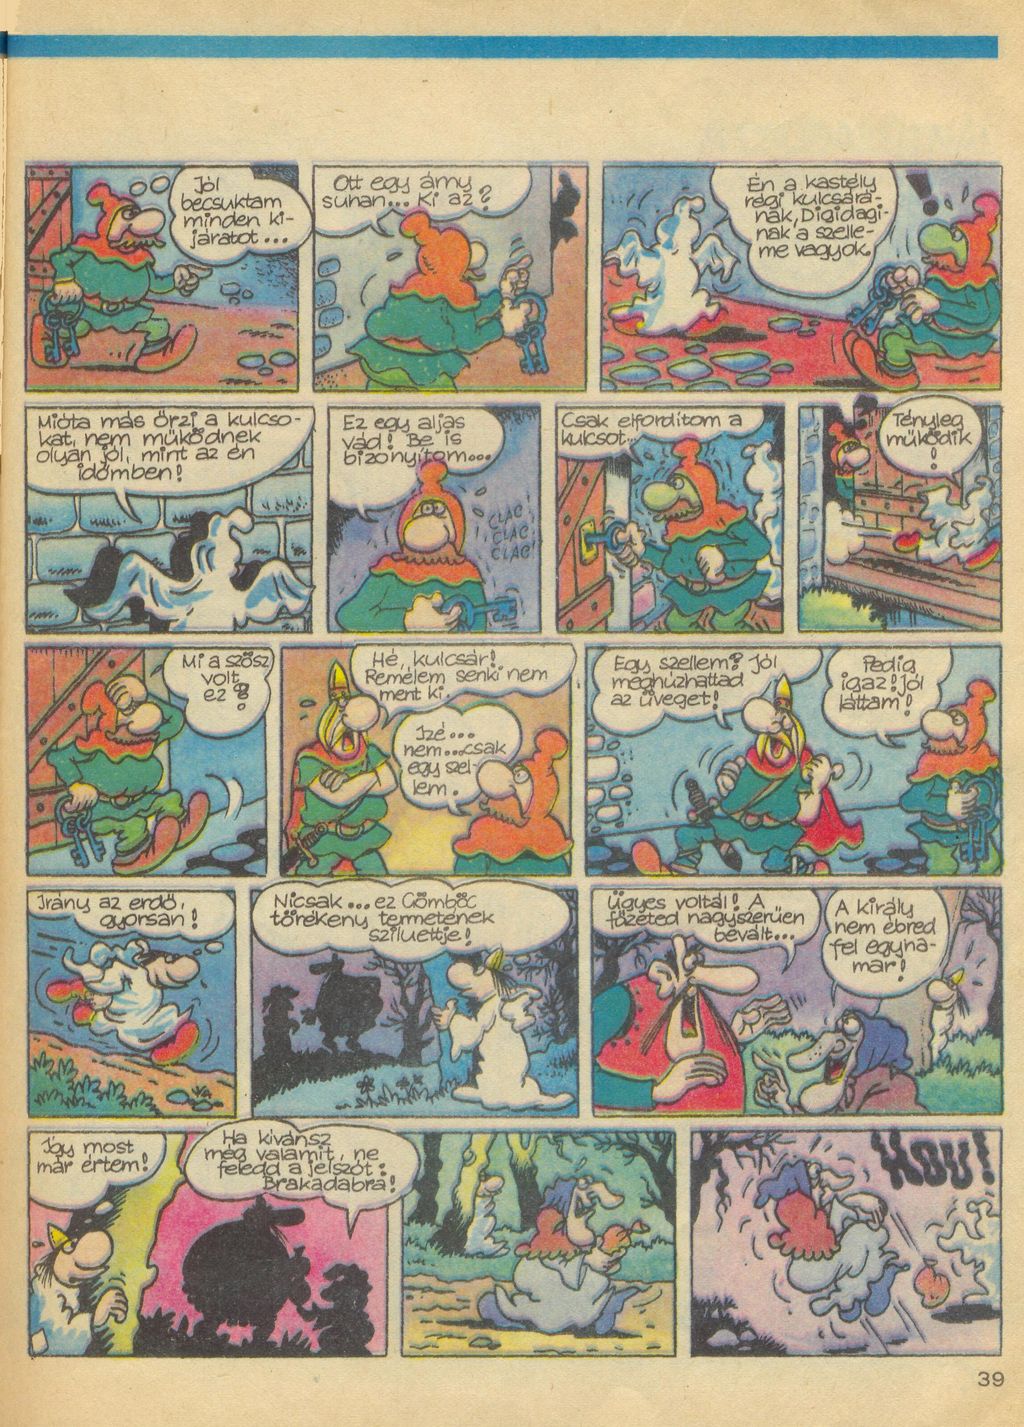 Jól
becsuktam
minden ki-
járatot...
Ott egy árny
suhan... Ki az?
Én a kastély
régi kulcsárá-
nak, Digidagi-
nak a szelle-
me vagyok.
!
Mióta más őrzi a kulcso-
kat, nem működnek
olyan jól, mint az én
időmben!
Ez egy aljas
vád! Be is
bizonyítom...
CLAC
CLAC
CLAC!
Csak elfordítom a
kulcsot...
Tényleg
működik
!
Mi a szösz
volt
ez?
Hé, kulcsár!
Remélem senki nem
ment ki.
Izé...
nem...csak
egy szel-
lem.
Egy szellem? Jól
meghúzhattad
az üveget!
Pedig
igaz! Jól
láttam!
Irány az erdő,
gyorsan!
Nicsak... ez Gömböc
törékeny termetének
sziluettje!
Ügyes voltál! A
főzeted nagyszerűen
bevált...
A király
nem ébred
fel egyha-
mar!
Így most
már értem!
Ha kívánsz
még valamit, ne
feledd a jelszót:
Brakadabra!
HOU!
39